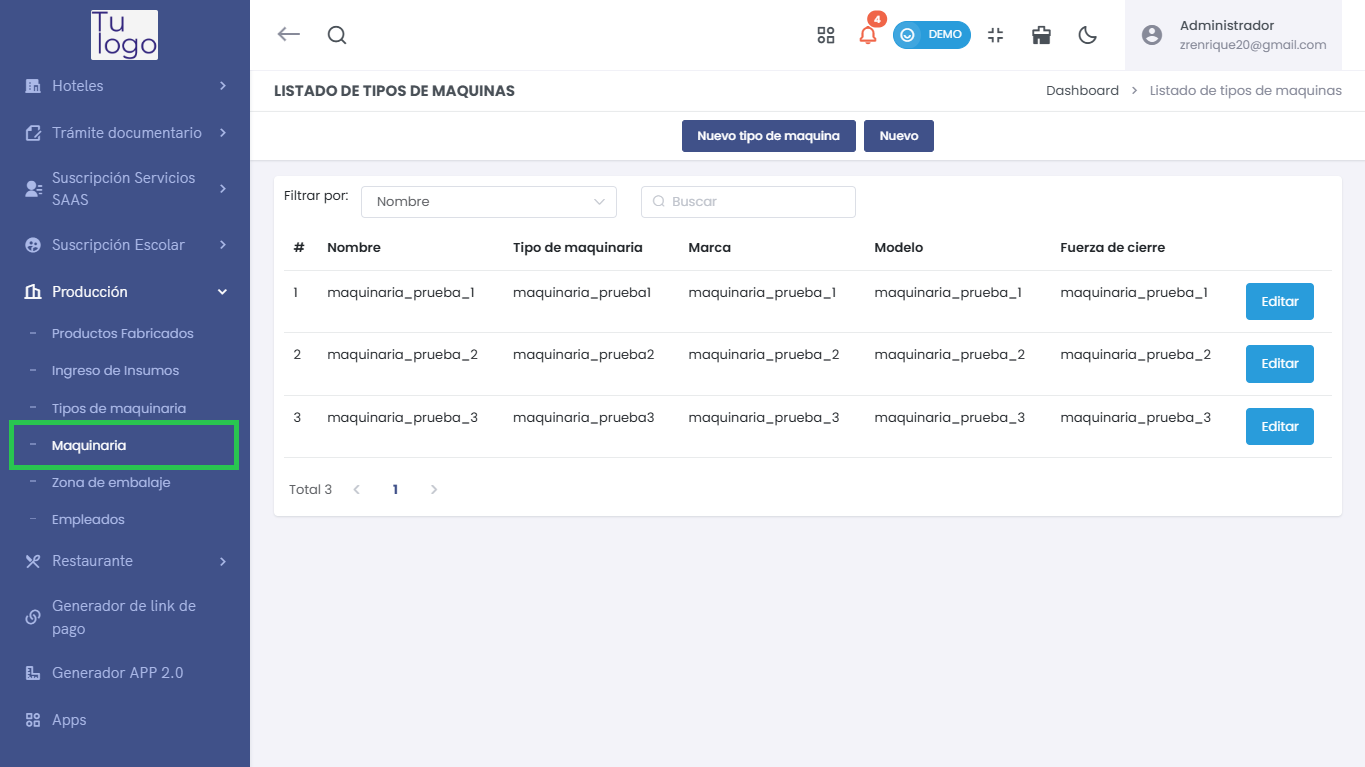 Tu
logo
Hoteles
Trámite documentario
Suscripción Servicios
SAAS
Suscripción Escolar
Producción
- Productos Fabricados
- Ingreso de Insumos
- Tipos de maquinaria
- Maquinaria
- Zona de embalaje
- Empleados
Restaurante
Generador de link de
pago
Generador APP 2.0
Apps
4
DEMO
Administrador
zrenrique20@gmail.com
LISTADO DE TIPOS DE MAQUINAS
Dashboard > Listado de tipos de maquinas
Nuevo tipo de maquina Nuevo
Filtrar por: Nombre Buscar
# Nombre Tipo de maquinaria Marca Modelo Fuerza de cierre
1 maquinaria_prueba_1 maquinaria_prueba1 maquinaria_prueba_1 maquinaria_prueba_1 maquinaria_prueba_1 Editar
2 maquinaria_prueba_2 maquinaria_prueba2 maquinaria_prueba_2 maquinaria_prueba_2 maquinaria_prueba_2 Editar
3 maquinaria_prueba_3 maquinaria_prueba3 maquinaria_prueba_3 maquinaria_prueba_3 maquinaria_prueba_3 Editar
Total 3 < 1 >